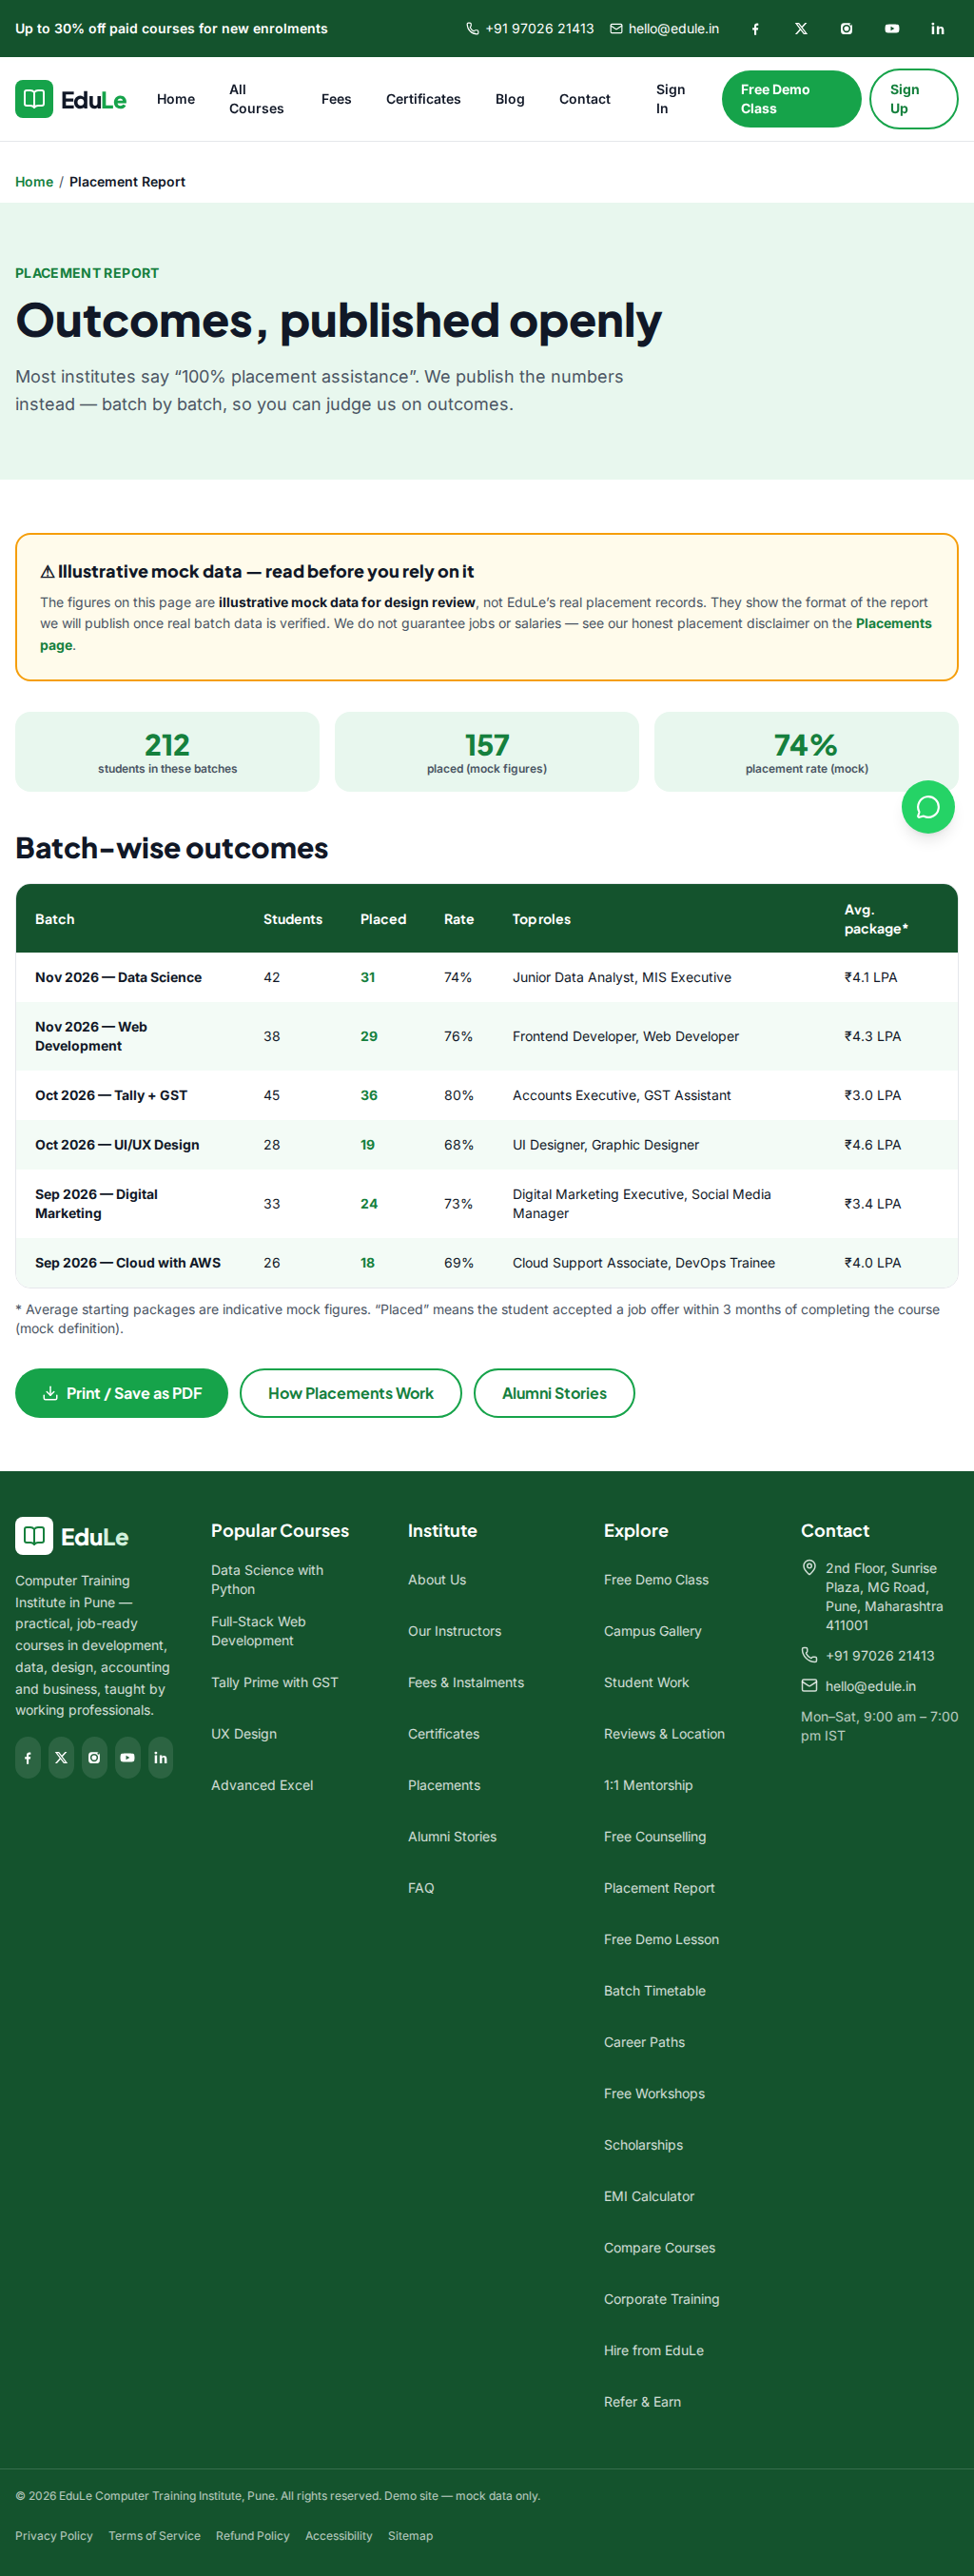 Up to 30% off paid courses for new enrolments
+91 97026 21413
hello@edule.in
EduLe
Home
All Courses
Fees
Certificates
Blog
Contact
Sign In
Free Demo Class
Sign Up
Home / Placement Report
PLACEMENT REPORT
Outcomes, published openly
Most institutes say “100% placement assistance”. We publish the numbers
instead — batch by batch, so you can judge us on outcomes.
⚠ Illustrative mock data — read before you rely on it
The figures on this page are illustrative mock data for design review, not EduLe’s real placement records. They show the format of the report
we will publish once real batch data is verified. We do not guarantee jobs or salaries — see our honest placement disclaimer on the Placements
page.
212
students in these batches
157
placed (mock figures)
74%
placement rate (mock)
Batch-wise outcomes
Batch Students Placed Rate Top roles Avg. package*
Nov 2026 — Data Science 42 31 74% Junior Data Analyst, MIS Executive ₹4.1 LPA
Nov 2026 — Web Development 38 29 76% Frontend Developer, Web Developer ₹4.3 LPA
Oct 2026 — Tally + GST 45 36 80% Accounts Executive, GST Assistant ₹3.0 LPA
Oct 2026 — UI/UX Design 28 19 68% UI Designer, Graphic Designer ₹4.6 LPA
Sep 2026 — Digital Marketing 33 24 73% Digital Marketing Executive, Social Media Manager ₹3.4 LPA
Sep 2026 — Cloud with AWS 26 18 69% Cloud Support Associate, DevOps Trainee ₹4.0 LPA
* Average starting packages are indicative mock figures. “Placed” means the student accepted a job offer within 3 months of completing the course
(mock definition).
Print / Save as PDF
How Placements Work
Alumni Stories
EduLe
Computer Training
Institute in Pune —
practical, job-ready
courses in development,
data, design, accounting
and business, taught by
working professionals.
Popular Courses
Data Science with
Python
Full-Stack Web
Development
Tally Prime with GST
UX Design
Advanced Excel
Institute
About Us
Our Instructors
Fees & Instalments
Certificates
Placements
Alumni Stories
FAQ
Explore
Free Demo Class
Campus Gallery
Student Work
Reviews & Location
1:1 Mentorship
Free Counselling
Placement Report
Free Demo Lesson
Batch Timetable
Career Paths
Free Workshops
Scholarships
EMI Calculator
Compare Courses
Corporate Training
Hire from EduLe
Refer & Earn
Contact
2nd Floor, Sunrise
Plaza, MG Road,
Pune, Maharashtra
411001
+91 97026 21413
hello@edule.in
Mon–Sat, 9:00 am – 7:00
pm IST
© 2026 EduLe Computer Training Institute, Pune. All rights reserved. Demo site — mock data only.
Privacy Policy
Terms of Service
Refund Policy
Accessibility
Sitemap